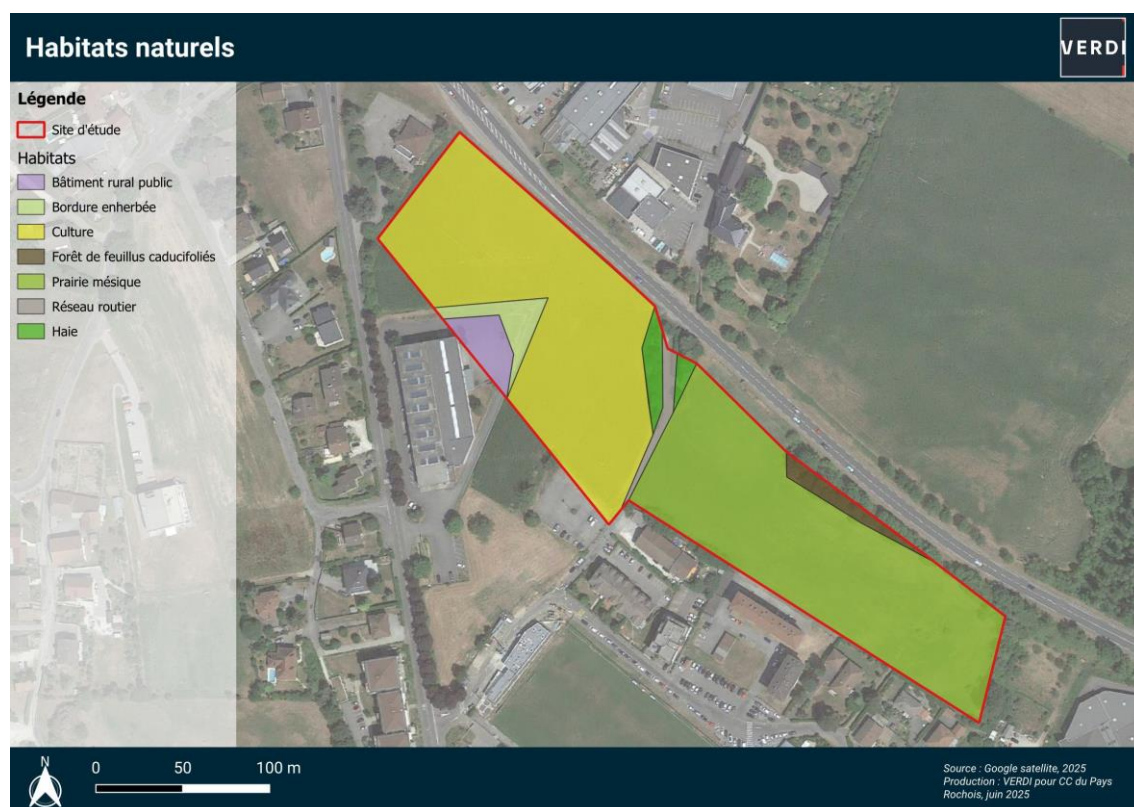 Habitats naturels
VERDI
Légende
Site d'étude
Habitats
Bâtiment rural public
Bordure enherbée
Culture
Forêt de feuillus caducifoliés
Prairie mésique
Réseau routier
Haie
N
0 50 100 m
Source : Google satellite, 2025
Production : VERDI pour CC du Pays
Rochois, juin 2025